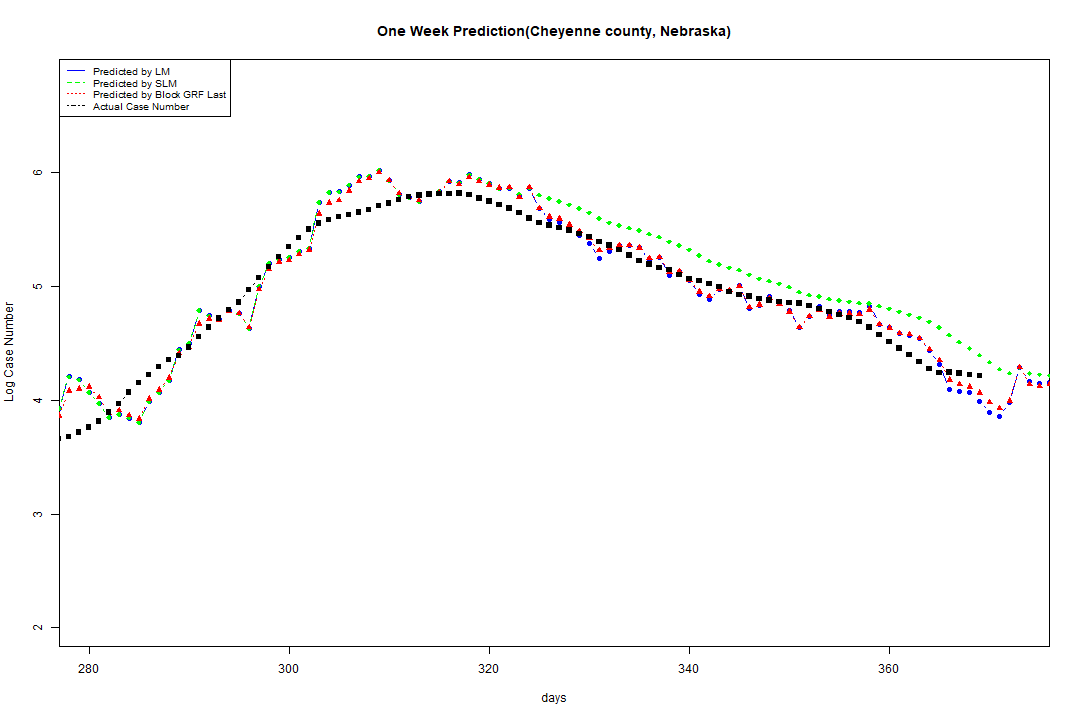 One Week Prediction(Cheyenne county, Nebraska)
Predicted by LM
Predicted by SLM
Predicted by Block GRF Last
Actual Case Number
6
5
4
3
2
Log Case Number
280 300 320 340 360
days